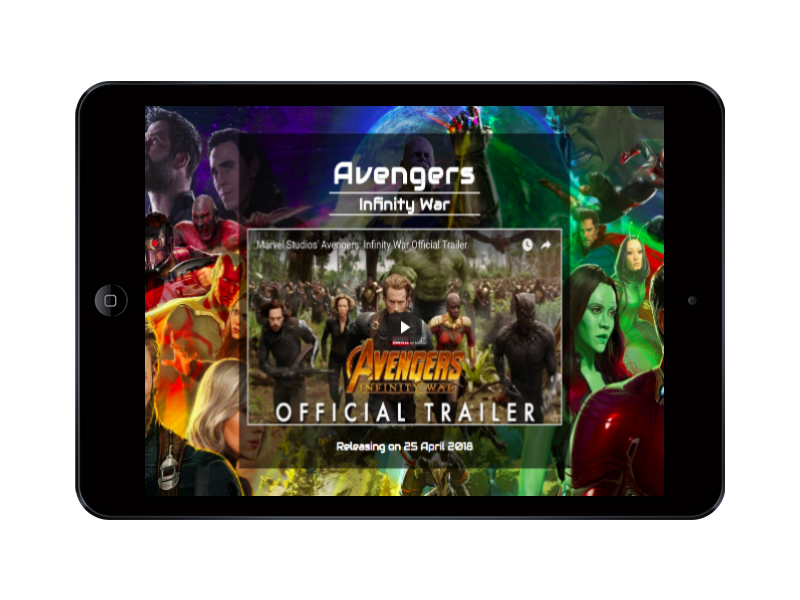 Avengers
Infinity War
Marvel Studios' Avengers: Infinity War Official Trailer
AVENGERS
INFINITY WAR
OFFICIAL TRAILER
Releasing on 25 April 2018